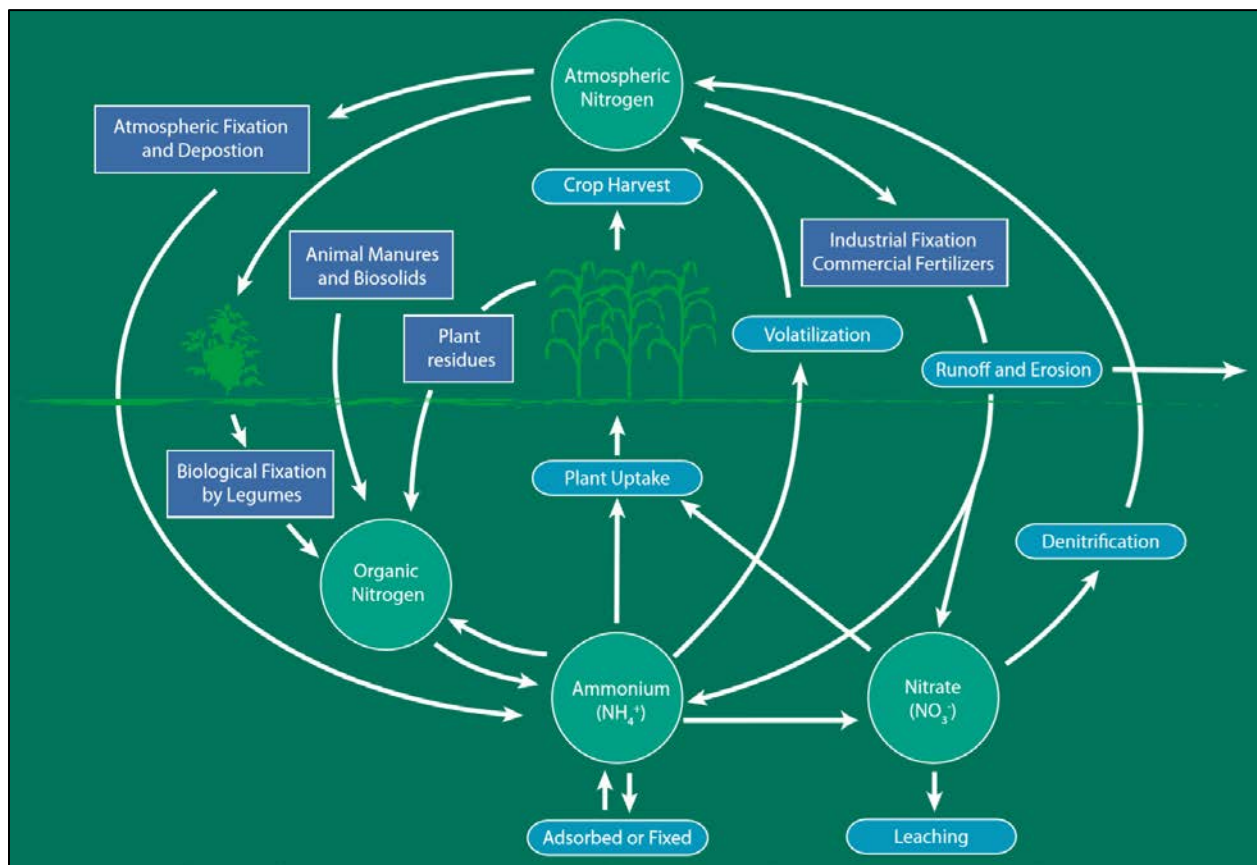 Atmospheric
Nitrogen
Atmospheric Fixation
and Depostion
Crop Harvest
Animal Manures
and Biosolids
Industrial Fixation
Commercial Fertilizers
Plant
residues
Volatilization
Runoff and Erosion
Biological Fixation
by Legumes
Plant Uptake
Denitrification
Organic
Nitrogen
Ammonium
(NH₄⁺)
Nitrate
(NO₃⁻)
Adsorbed or Fixed
Leaching